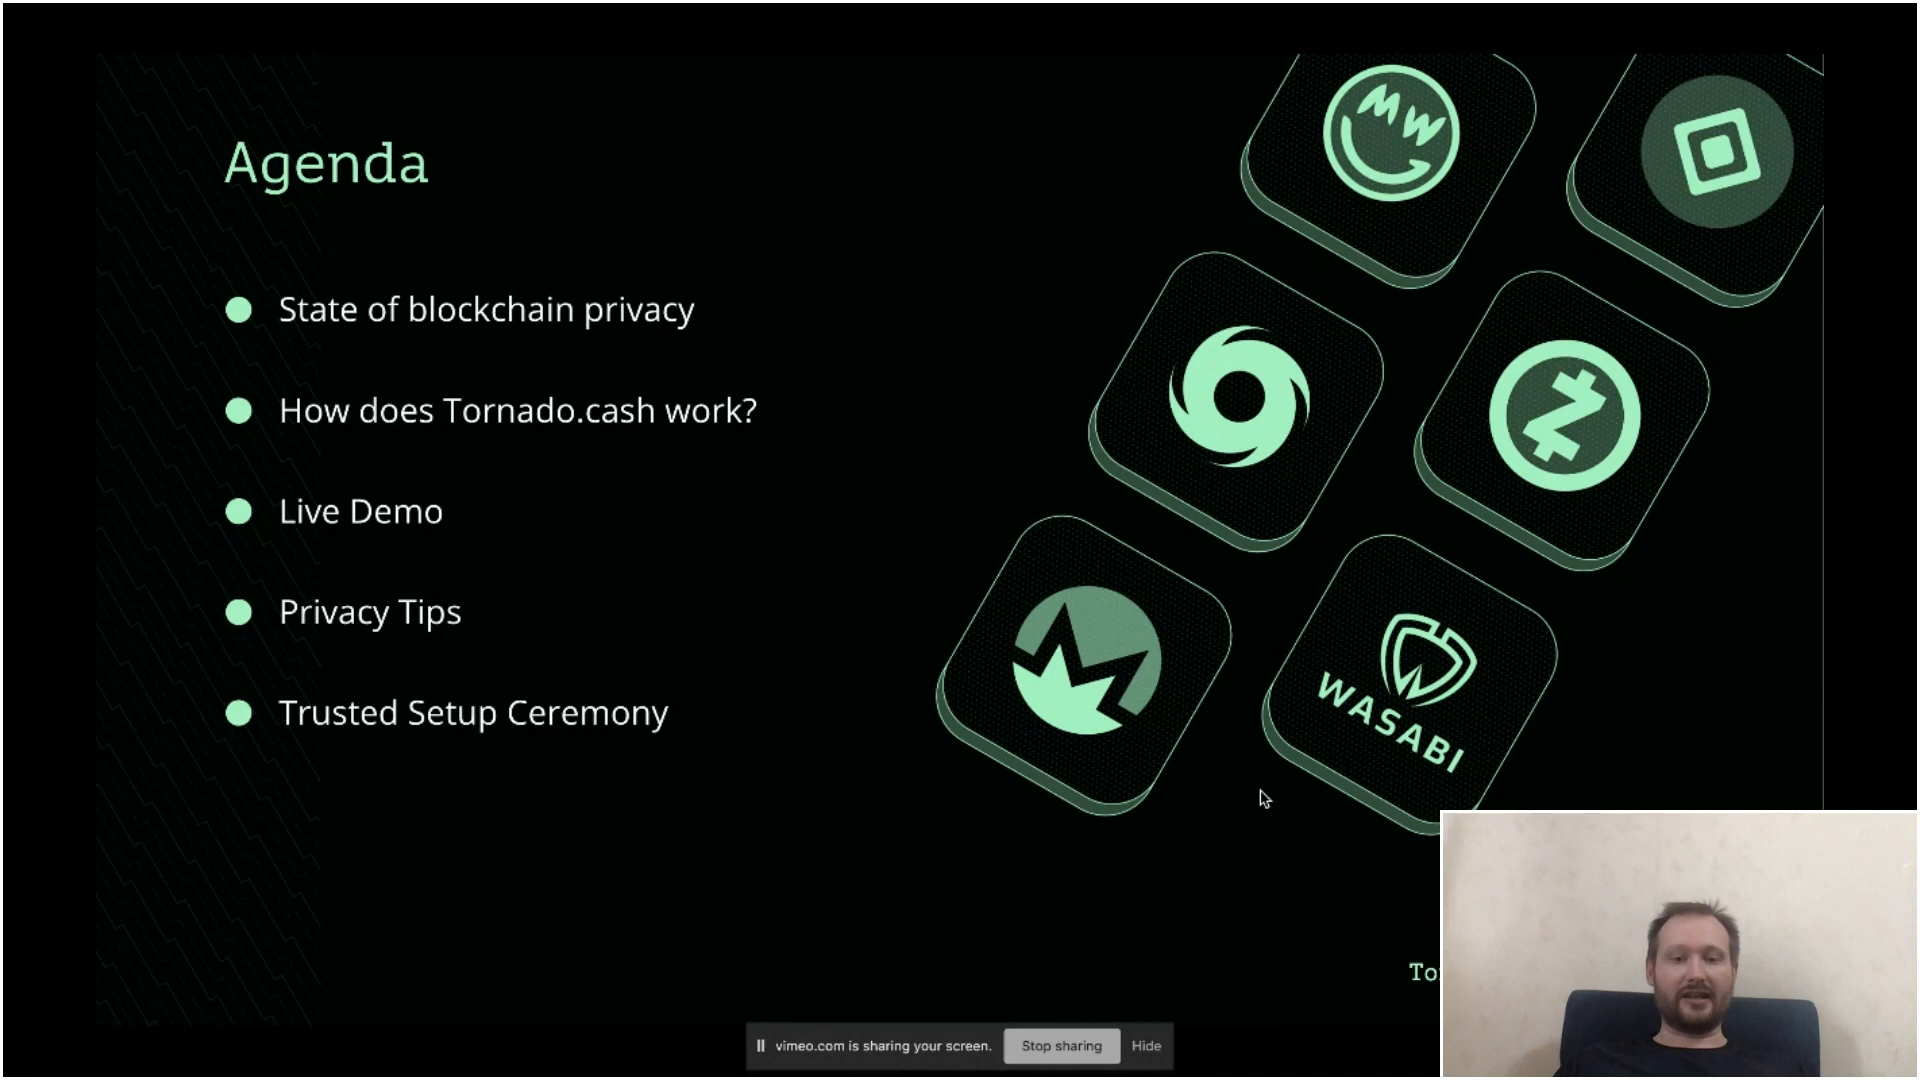 Agenda
State of blockchain privacy
How does Tornado.cash work?
Live Demo
Privacy Tips
Trusted Setup Ceremony
MW
WASABI
vimeo.com is sharing your screen.
Stop sharing
Hide